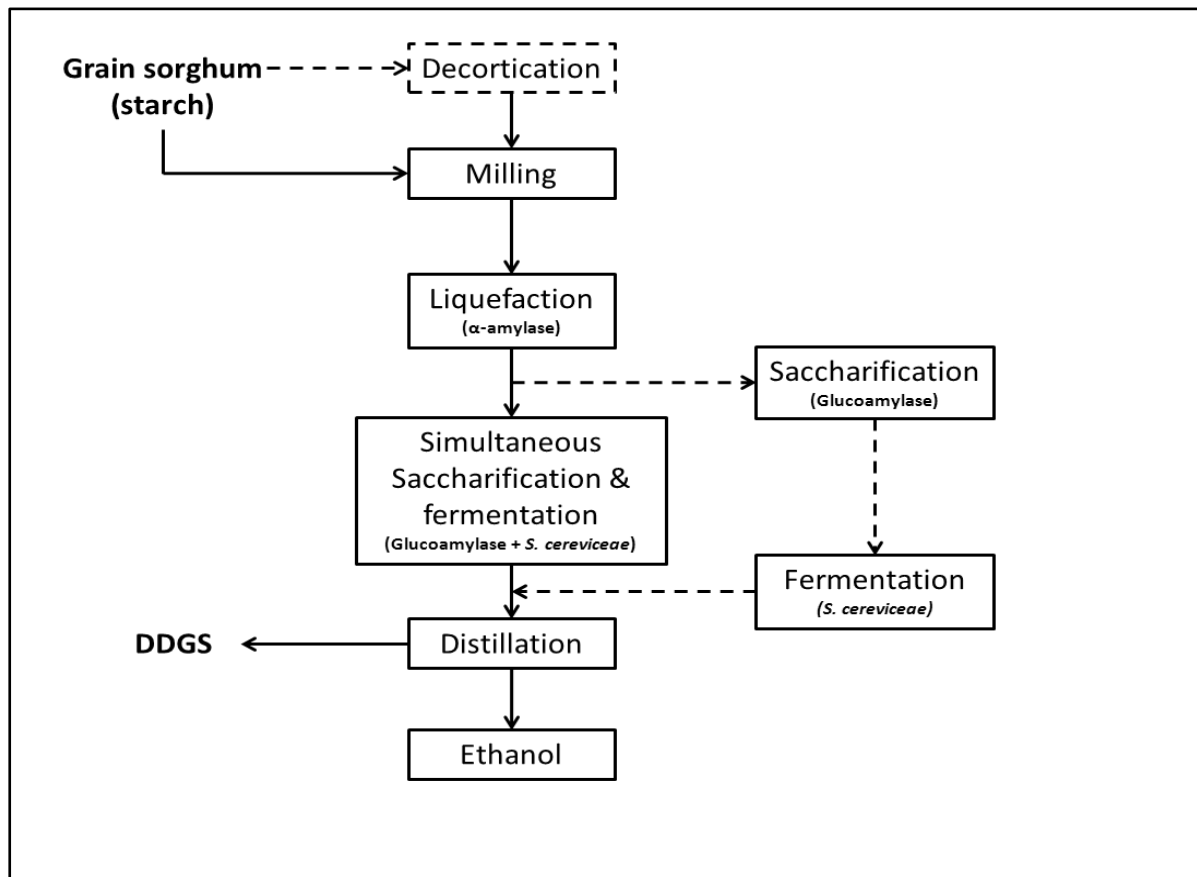 Grain sorghum
(starch)
Decortication
Milling
Liquefaction
(α-amylase)
Saccharification
(Glucoamylase)
Simultaneous
Saccharification &
fermentation
(Glucoamylase + S. cereviceae)
Fermentation
(S. cereviceae)
DDGS
Distillation
Ethanol